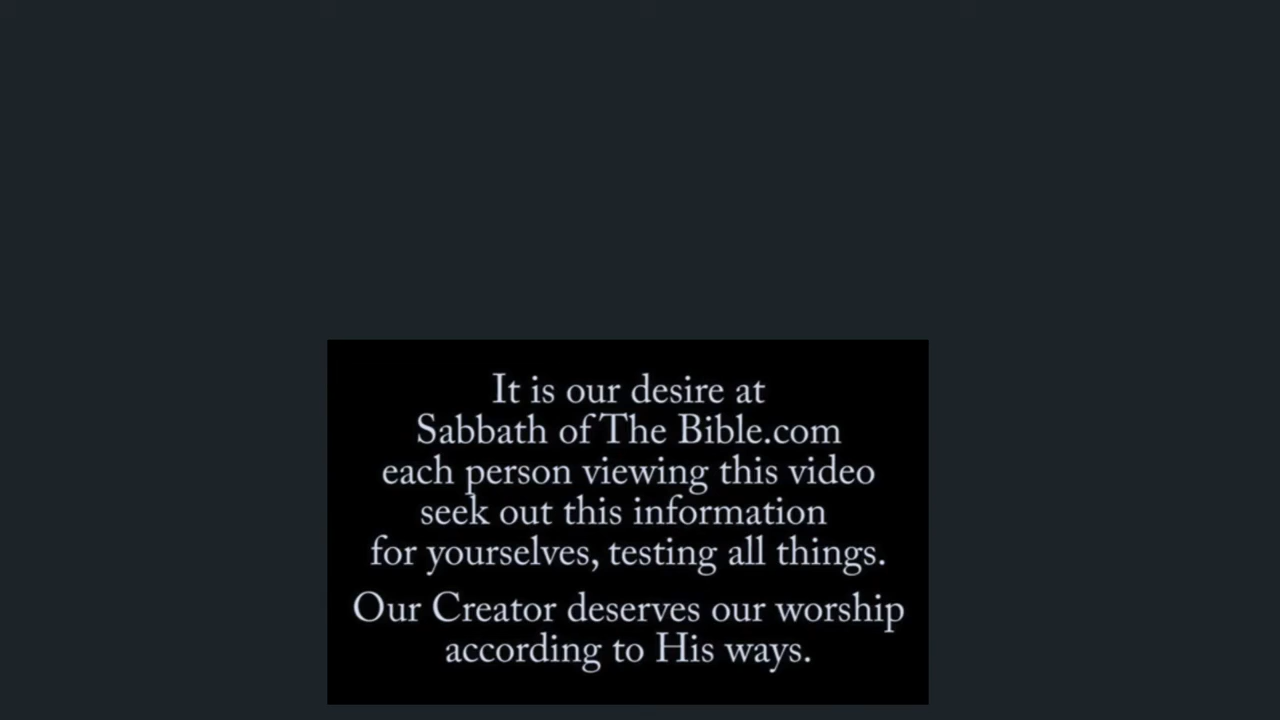 It is our desire at
Sabbath of The Bible.com
each person viewing this video
seek out this information
for yourselves, testing all things.
Our Creator deserves our worship
according to His ways.